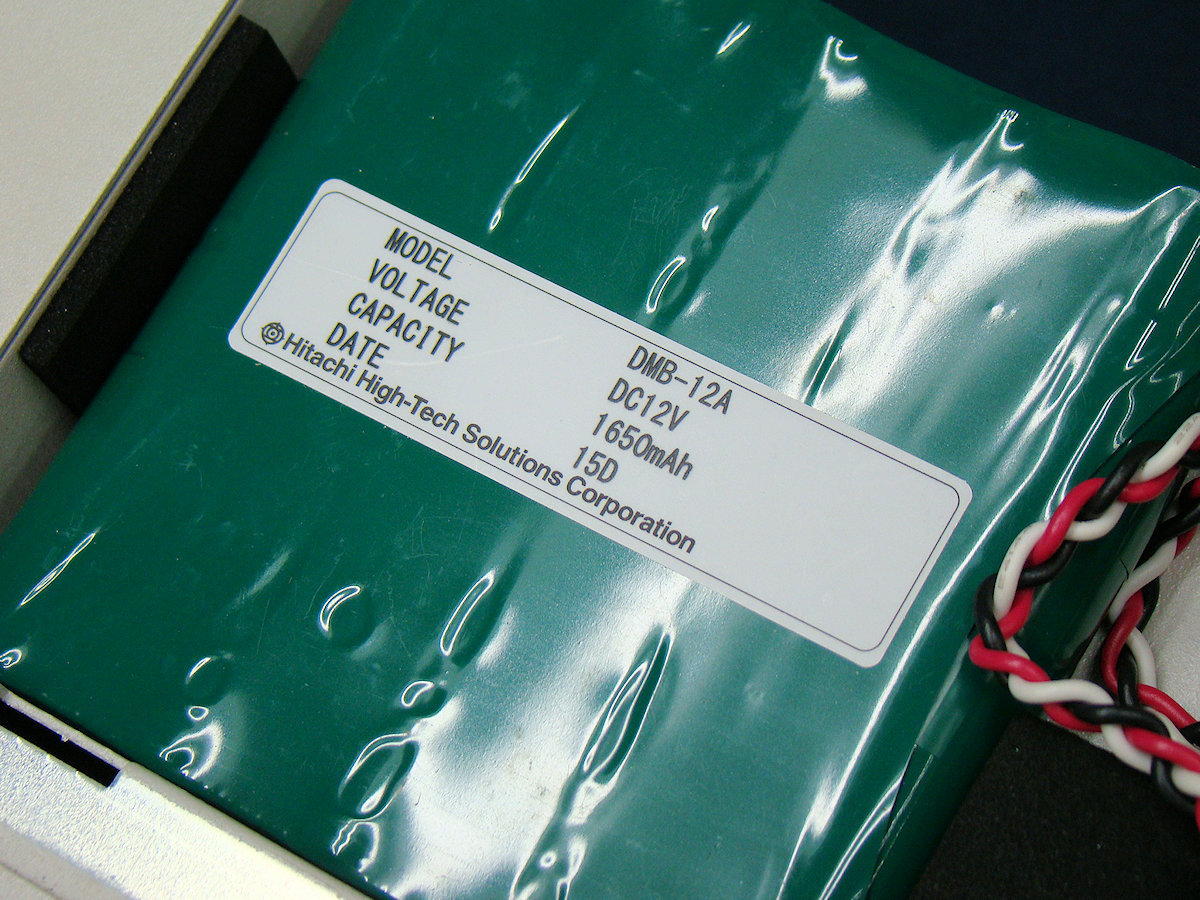 MODEL DMB-12A
VOLTAGE DC12V
CAPACITY 1650mAh
DATE 15D
Hitachi High-Tech Solutions Corporation